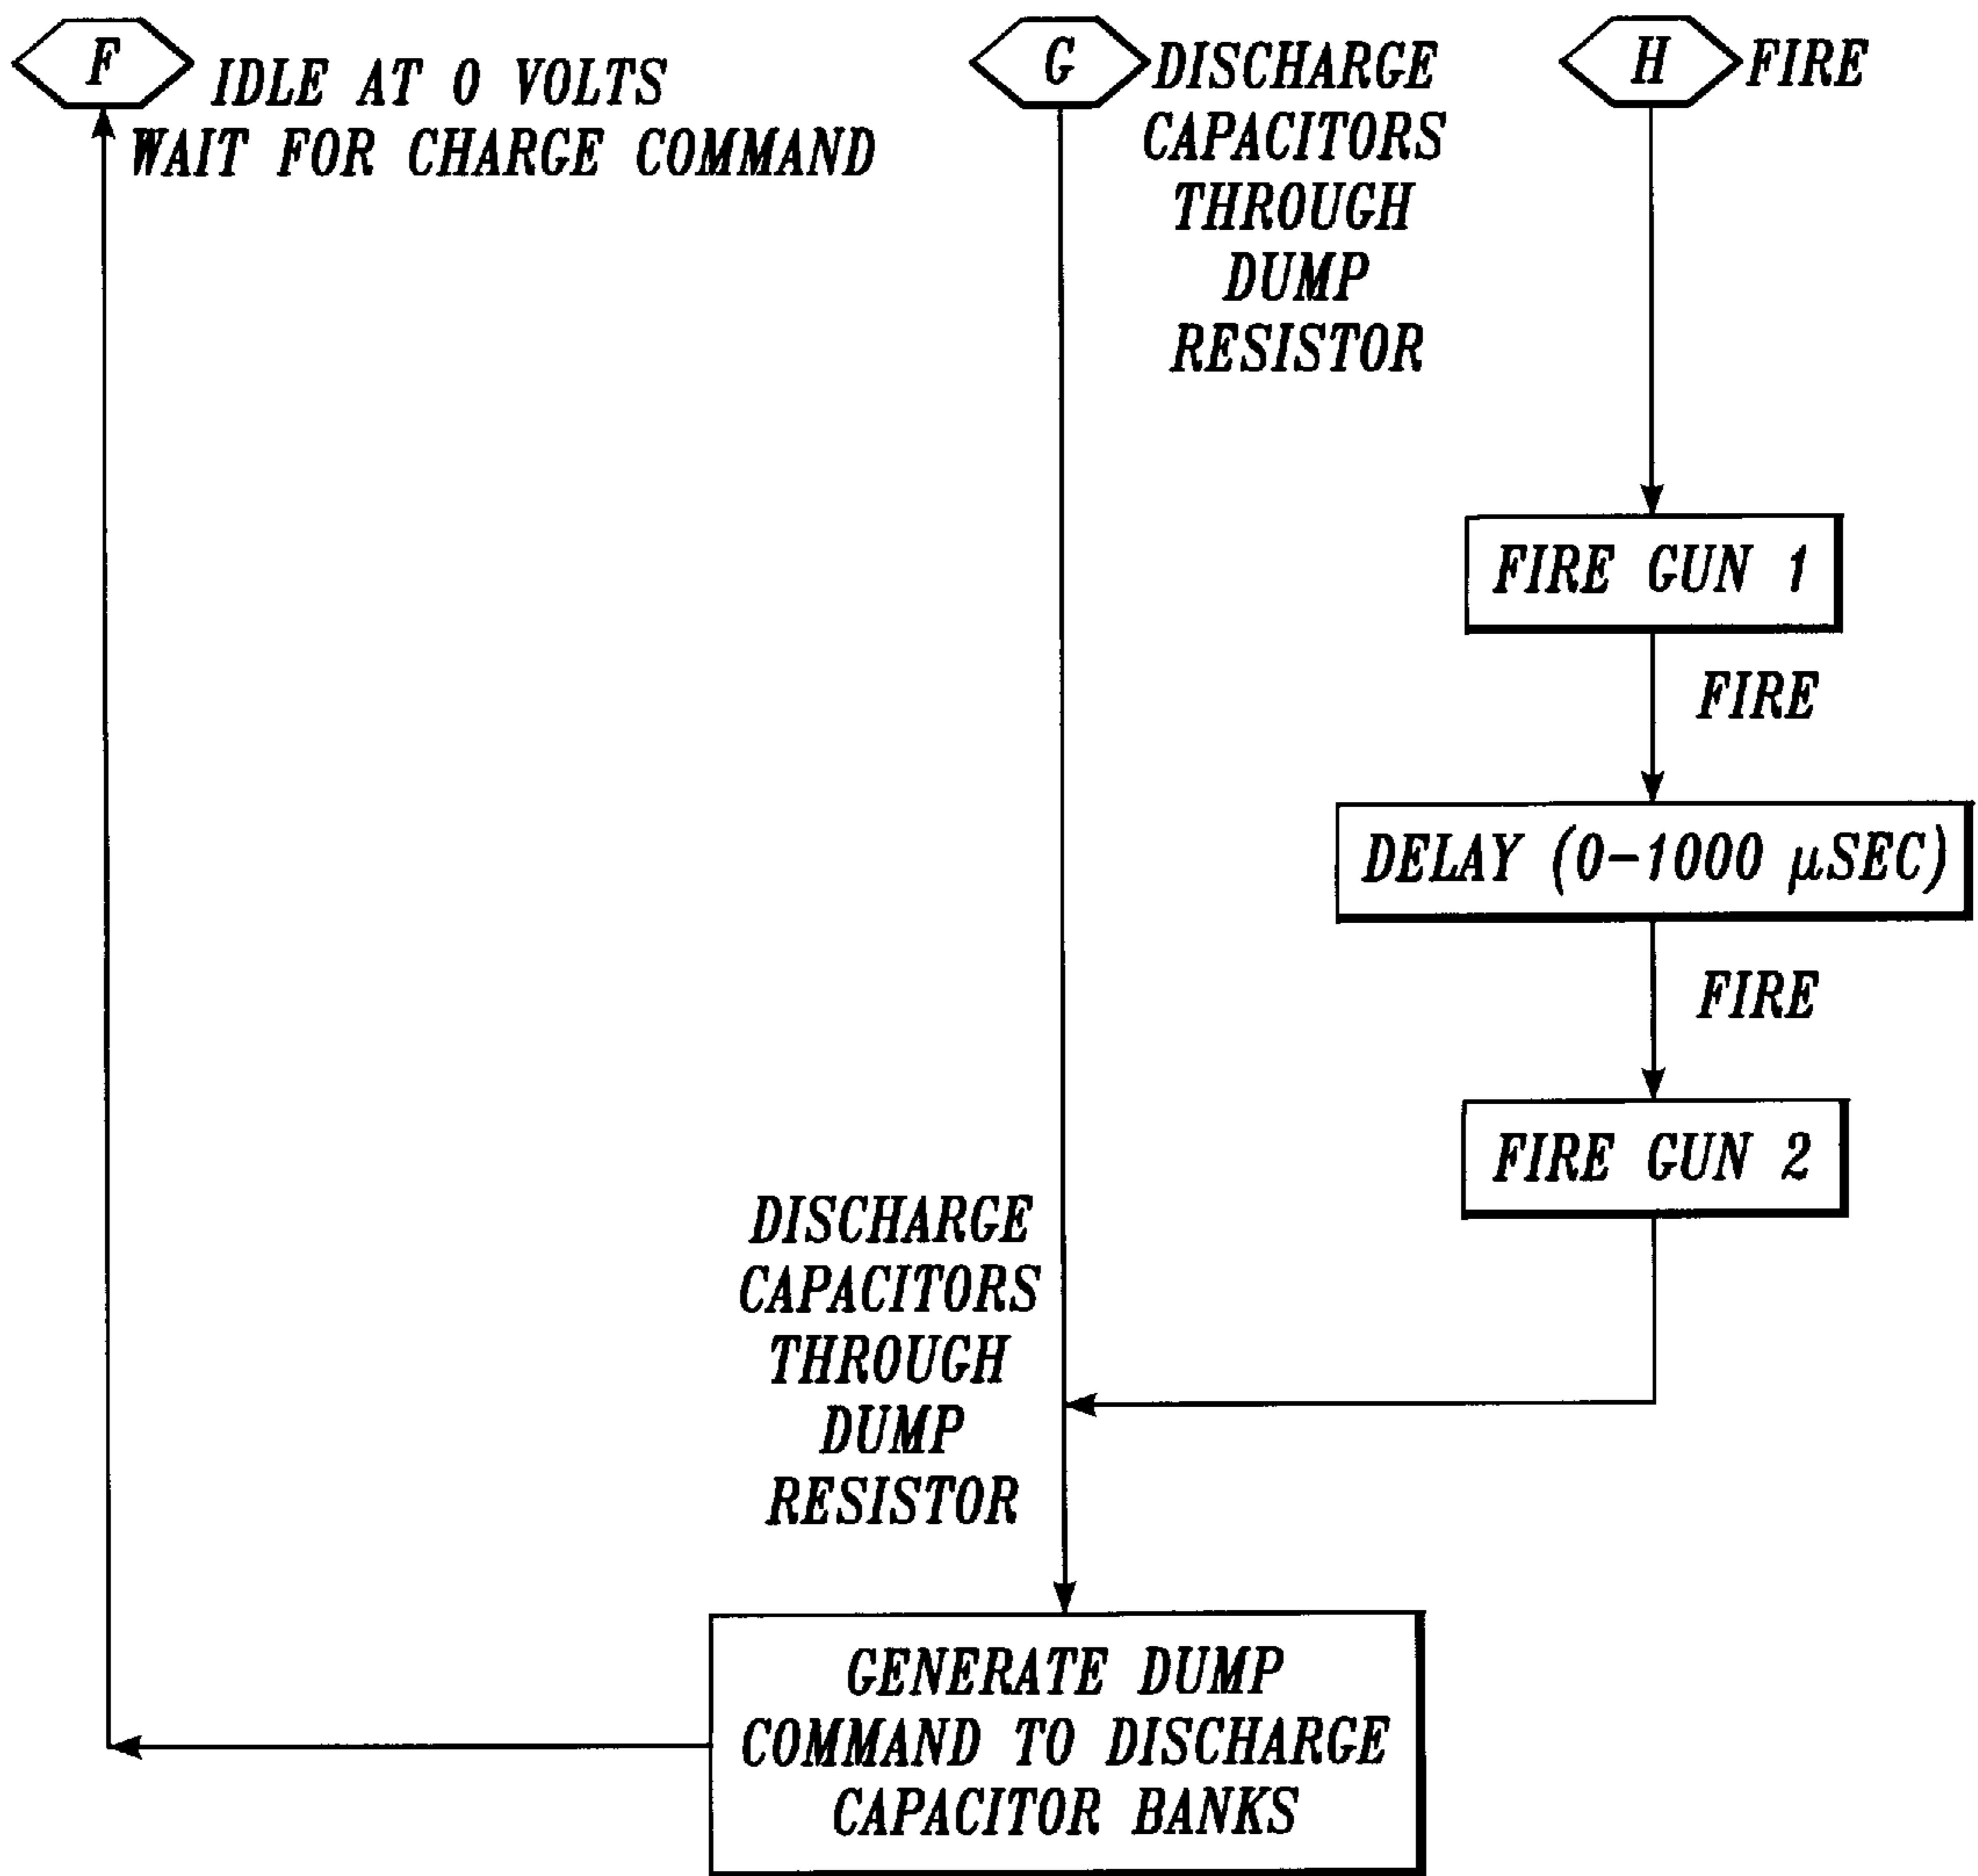 F
IDLE AT 0 VOLTS
WAIT FOR CHARGE COMMAND
G
DISCHARGE
CAPACITORS
THROUGH
DUMP
RESISTOR
H
FIRE
FIRE GUN 1
FIRE
DELAY (0-1000 μSEC)
FIRE
FIRE GUN 2
DISCHARGE
CAPACITORS
THROUGH
DUMP
RESISTOR
GENERATE DUMP
COMMAND TO DISCHARGE
CAPACITOR BANKS